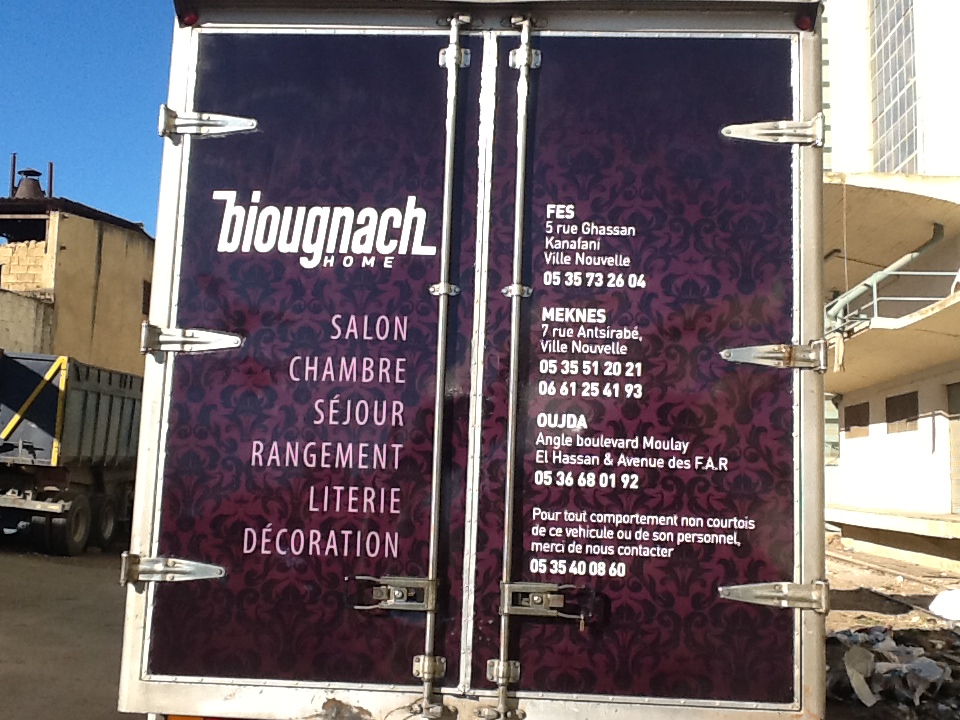 biougnach
HOME
SALON
CHAMBRE
SÉJOUR
RANGEMENT
LITERIE
DÉCORATION
FES
5 rue Ghassan
Kanafani
Ville Nouvelle
05 35 73 26 04
MEKNES
7 rue Antsirabé,
Ville Nouvelle
05 35 51 20 21
06 61 25 41 93
OUJDA
Angle boulevard Moulay
El Hassan & Avenue des F.A.R
05 36 68 01 92
Pour tout comportement non courtois
de ce vehicule ou de son personnel,
merci de nous contacter
05 35 40 08 60